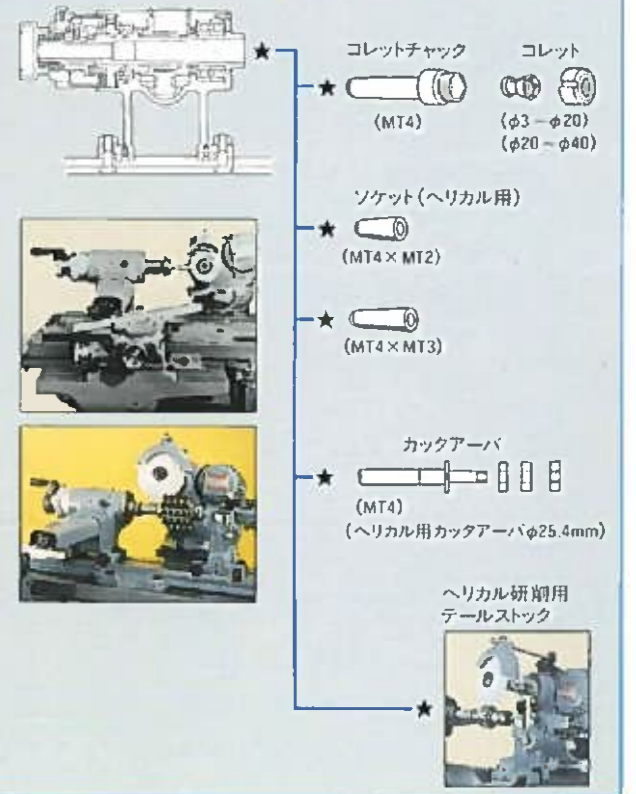 ★
★ コレットチャック コレット
(MT4) (φ3－φ20)
(φ20－φ40)
ソケット(ヘリカル用)
★
(MT4×MT2)
★
(MT4×MT3)
カックアーバ
★
(MT4)
(ヘリカル用カッタアーバφ25.4mm)
ヘリカル研削用
テールストック
★